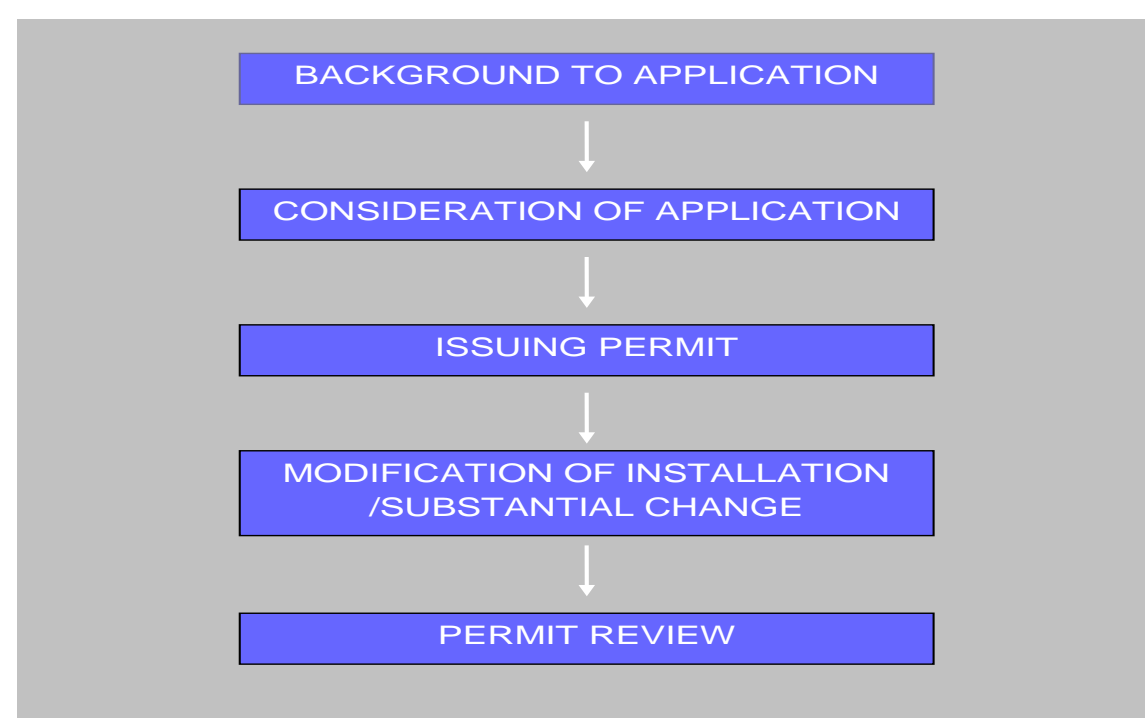 BACKGROUND TO APPLICATION
CONSIDERATION OF APPLICATION
ISSUING PERMIT
MODIFICATION OF INSTALLATION
/SUBSTANTIAL CHANGE
PERMIT REVIEW